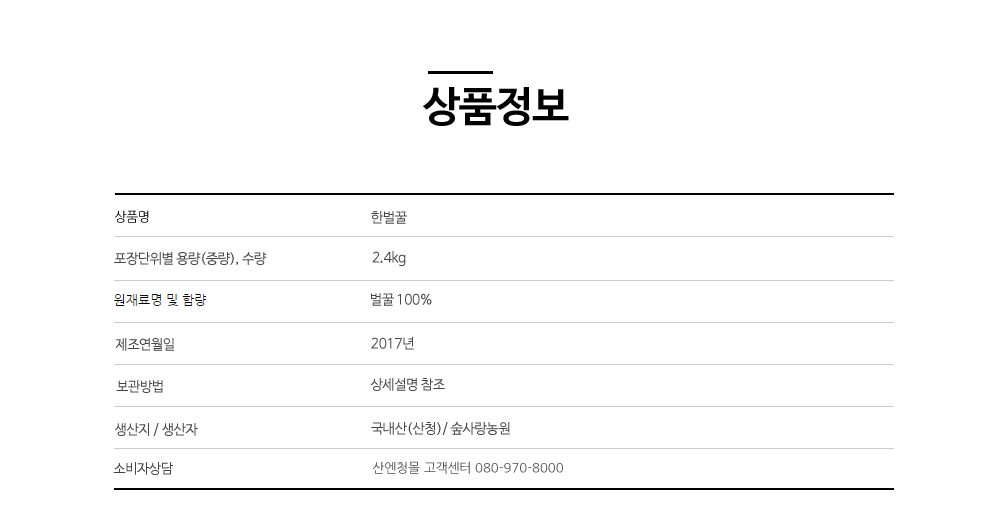 상품정보
상품명 한벌꿀
포장단위별 용량(중량), 수량 2.4kg
원재료명 및 함량 벌꿀 100%
제조연월일 2017년
보관방법 상세설명 참조
생산지 / 생산자 국내산(산청) / 숲사랑농원
소비자상담 산엔청몰 고객센터 080-970-8000